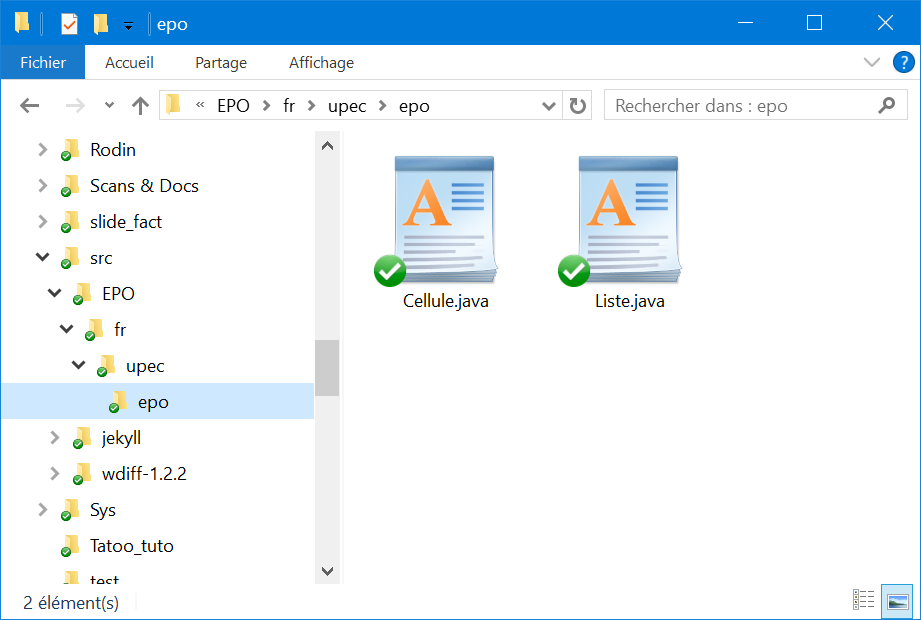 epo
Fichier Accueil Partage Affichage ?
« EPO > fr > upec > epo Rechercher dans : epo
Rodin
Scans & Docs
slide_fact
src
EPO
fr
upec
epo
jekyll
wdiff-1.2.2
Sys
Tatoo_tuto
test
Cellule.java
Liste.java
2 élément(s)